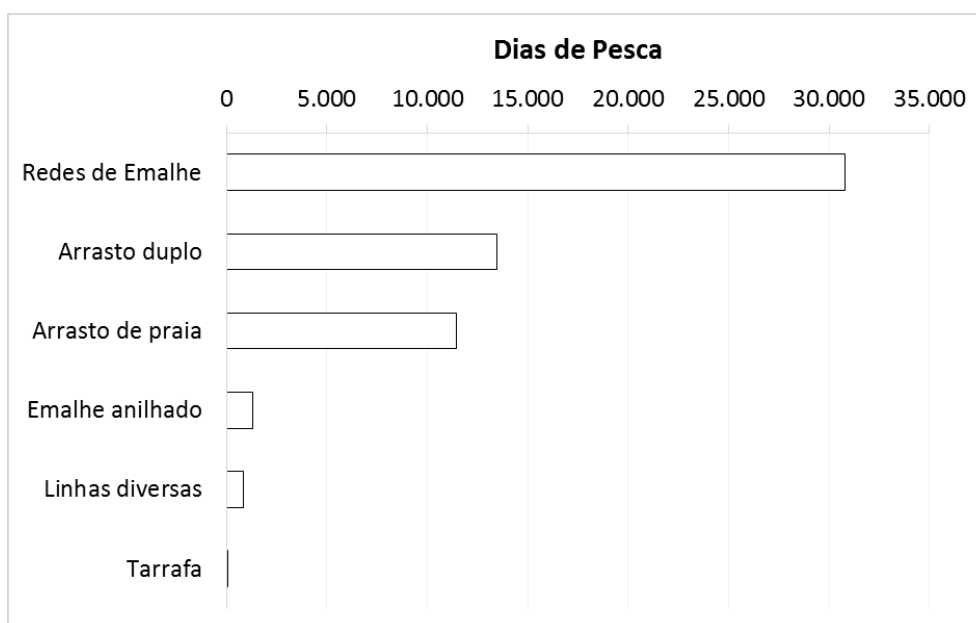 Dias de Pesca
0 5.000 10.000 15.000 20.000 25.000 30.000 35.000
Redes de Emalhe
Arrasto duplo
Arrasto de praia
Emalhe anilhado
Linhas diversas
Tarrafa